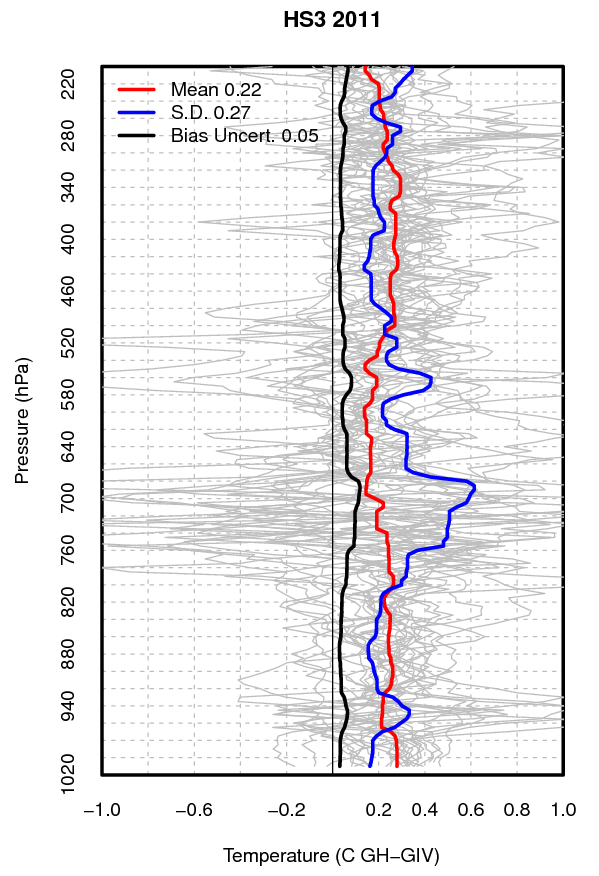 HS3 2011
Mean 0.22
S.D. 0.27
Bias Uncert. 0.05
220
280
340
400
460
520
580
640
700
760
820
880
940
1020
Pressure (hPa)
−1.0 −0.6 −0.2 0.2 0.4 0.6 0.8 1.0
Temperature (C GH−GIV)